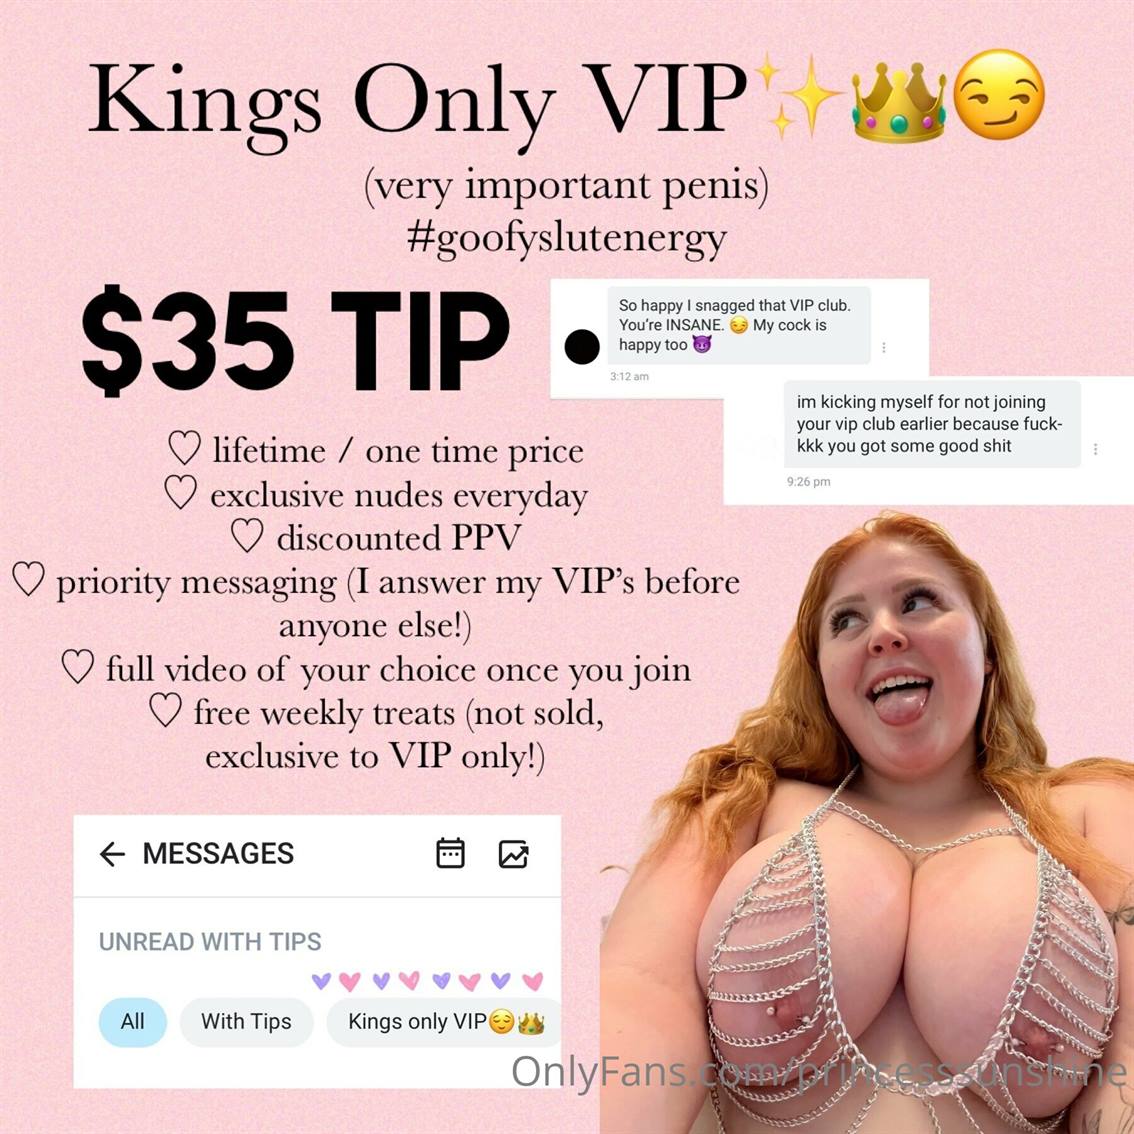 Kings Only VIP✨👑😏
(very important penis)
#goofyslutenergy
$35 TIP
So happy I snagged that VIP club.
You’re INSANE. 😏 My cock is
happy too 😈
3:12 am
im kicking myself for not joining
your vip club earlier because fuck-
kkk you got some good shit
9:26 pm
♡ lifetime / one time price
♡ exclusive nudes everyday
♡ discounted PPV
♡ priority messaging (I answer my VIP’s before
anyone else!)
♡ full video of your choice once you join
♡ free weekly treats (not sold,
exclusive to VIP only!)
← MESSAGES
UNREAD WITH TIPS
All
With Tips
Kings only VIP😌👑
OnlyFans.com/princesssunshine